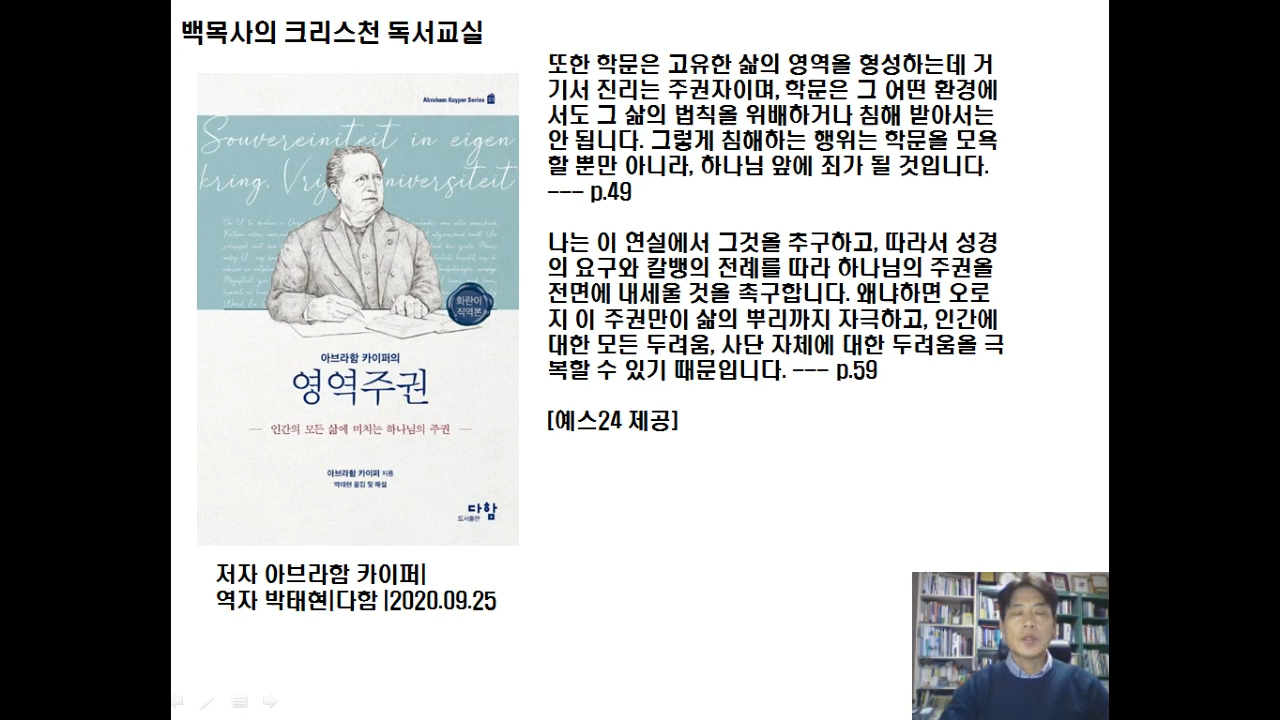 백목사의 크리스천 독서교실
Abraham Kuyper Series 01
Souvereiniteit in eigen
kring. Vrije Universiteit
화란어
직역본
아브라함 카이퍼의
영역주권
인간의 모든 삶에 미치는 하나님의 주권
아브라함 카이퍼 지음
박태현 옮김 및 해설
다함
도서출판
저자 아브라함 카이퍼|
역자 박태현|다함 |2020.09.25
또한 학문은 고유한 삶의 영역을 형성하는데 거
기서 진리는 주권자이며, 학문은 그 어떤 환경에
서도 그 삶의 법칙을 위배하거나 침해 받아서는
안 됩니다. 그렇게 침해하는 행위는 학문을 모욕
할 뿐만 아니라, 하나님 앞에 죄가 될 것입니다.
--- p.49
나는 이 연설에서 그것을 추구하고, 따라서 성경
의 요구와 칼뱅의 전례를 따라 하나님의 주권을
전면에 내세울 것을 촉구합니다. 왜냐하면 오로
지 이 주권만이 삶의 뿌리까지 자극하고, 인간에
대한 모든 두려움, 사단 자체에 대한 두려움을 극
복할 수 있기 때문입니다. --- p.59
[예스24 제공]